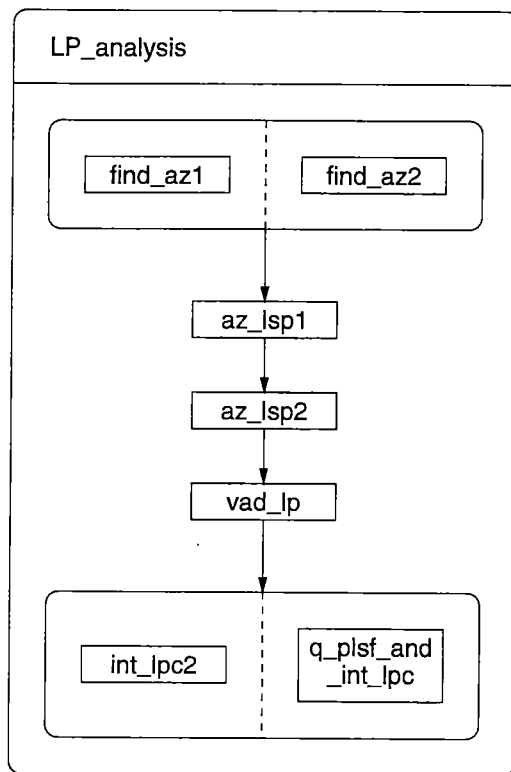 LP_analysis
find_az1
find_az2
az_lsp1
az_lsp2
vad_lp
int_lpc2
q_plsf_and
_int_lpc